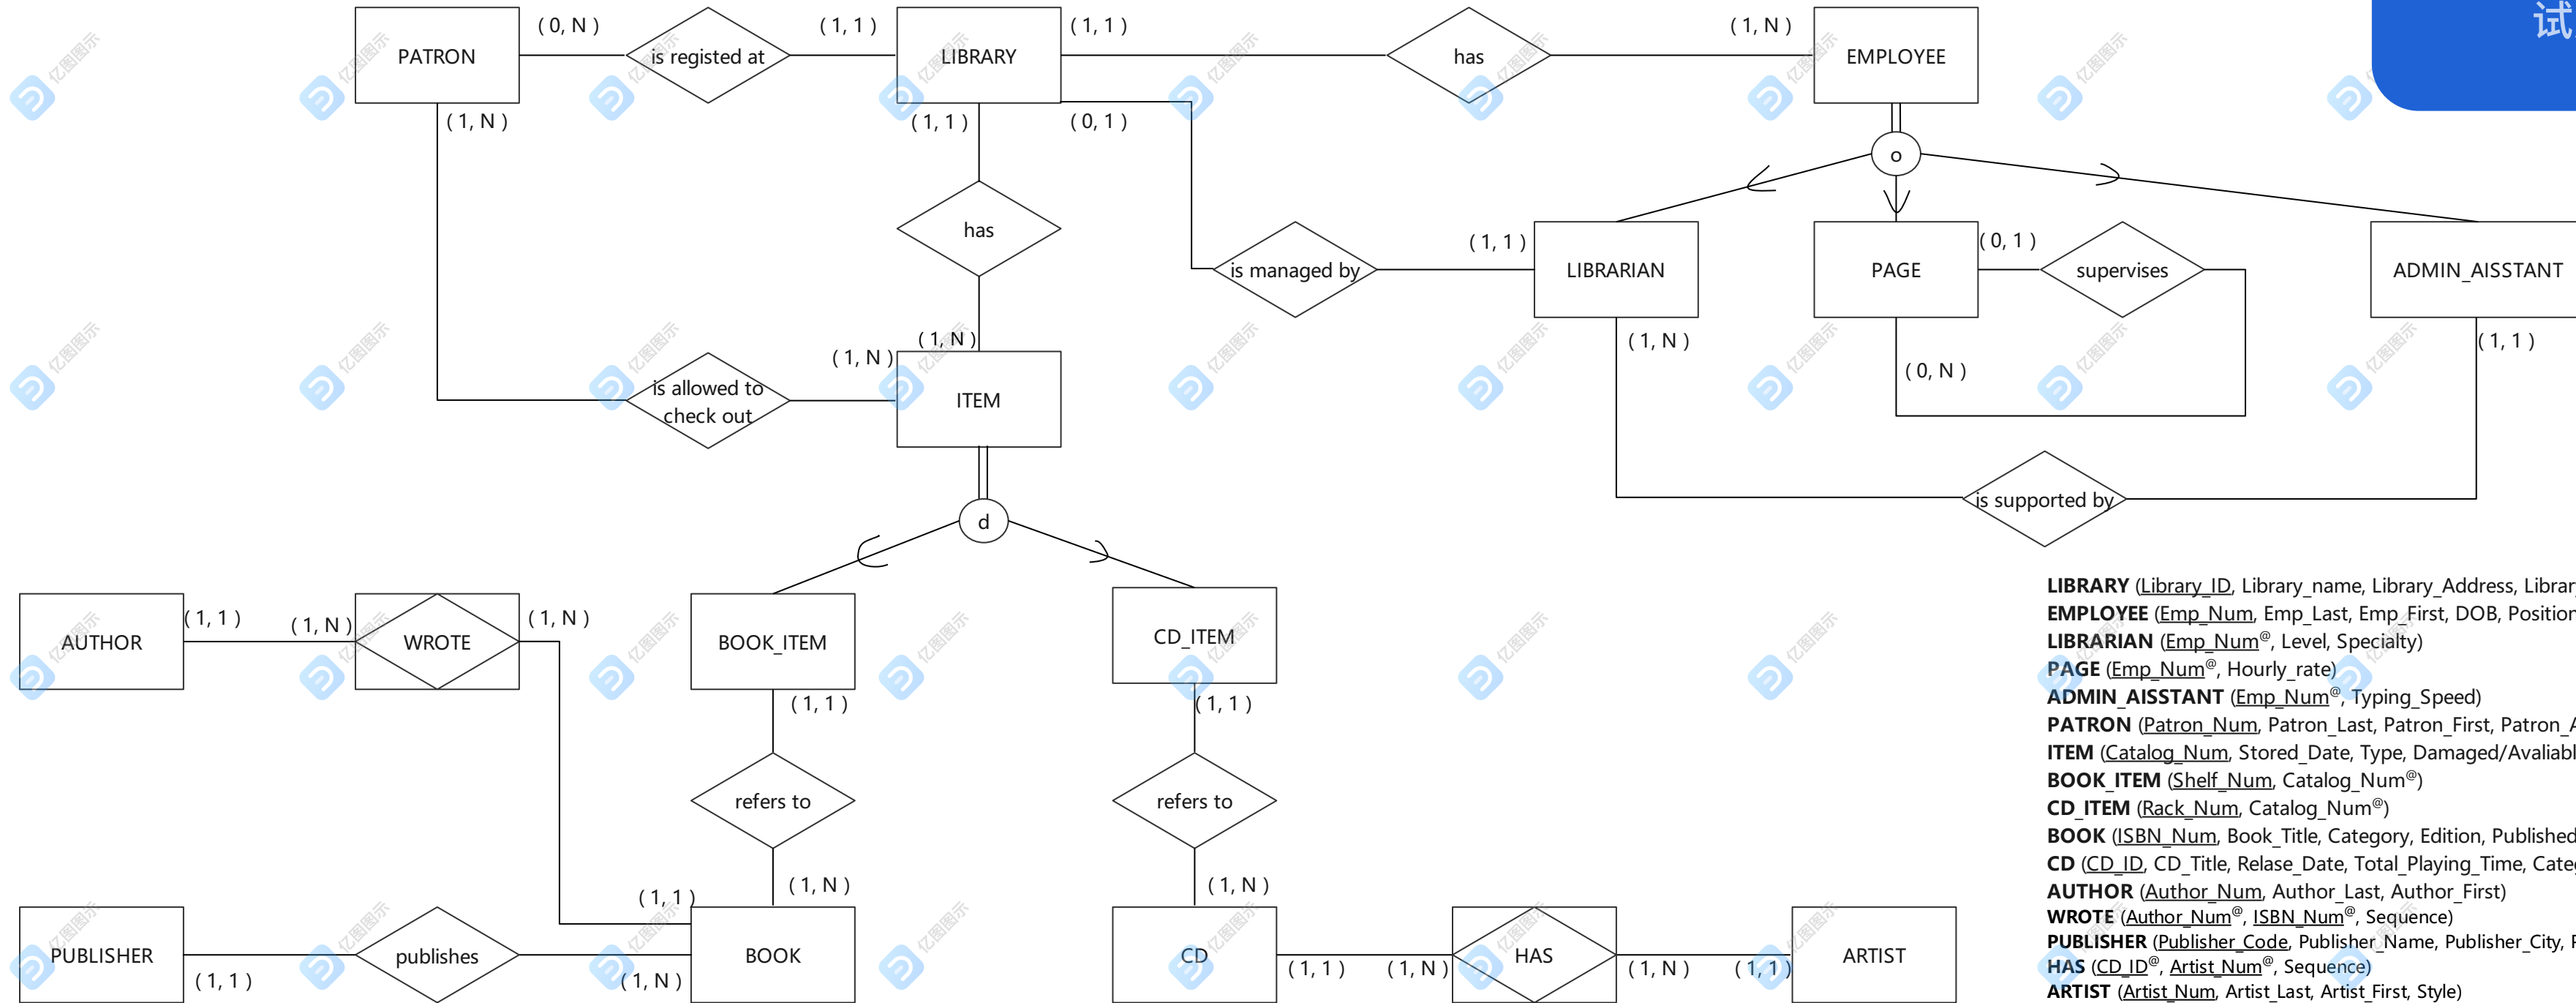 试
PATRON
( 0, N )
is registed at
( 1, 1 )
LIBRARY
( 1, 1 )
has
( 1, N )
EMPLOYEE
( 1, N )
( 1, 1 )
( 0, 1 )
o
has
is managed by
( 1, 1 )
LIBRARIAN
PAGE
( 0, 1 )
supervises
ADMIN_AISSTANT
( 1, N )
( 1, N )
( 0, N )
( 1, 1 )
is allowed to
check out
( 1, N )
ITEM
is supported by
d
AUTHOR
( 1, 1 )
( 1, N )
WROTE
( 1, N )
BOOK_ITEM
CD_ITEM
( 1, 1 )
( 1, 1 )
refers to
refers to
( 1, N )
( 1, N )
( 1, 1 )
PUBLISHER
( 1, 1 )
publishes
( 1, N )
BOOK
CD
( 1, 1 )
( 1, N )
HAS
( 1, N )
( 1, 1 )
ARTIST
LIBRARY (Library_ID, Library_name, Library_Address, Librar
EMPLOYEE (Emp_Num, Emp_Last, Emp_First, DOB, Position
LIBRARIAN (Emp_Num@, Level, Specialty)
PAGE (Emp_Num@, Hourly_rate)
ADMIN_AISSTANT (Emp_Num@, Typing_Speed)
PATRON (Patron_Num, Patron_Last, Patron_First, Patron_A
ITEM (Catalog_Num, Stored_Date, Type, Damaged/Avaliabl
BOOK_ITEM (Shelf_Num, Catalog_Num@)
CD_ITEM (Rack_Num, Catalog_Num@)
BOOK (ISBN_Num, Book_Title, Category, Edition, Published
CD (CD_ID, CD_Title, Relase_Date, Total_Playing_Time, Categ
AUTHOR (Author_Num, Author_Last, Author_First)
WROTE (Author_Num@, ISBN_Num@, Sequence)
PUBLISHER (Publisher_Code, Publisher_Name, Publisher_City, P
HAS (CD_ID@, Artist_Num@, Sequence)
ARTIST (Artist_Num, Artist_Last, Artist_First, Style)
亿图图示